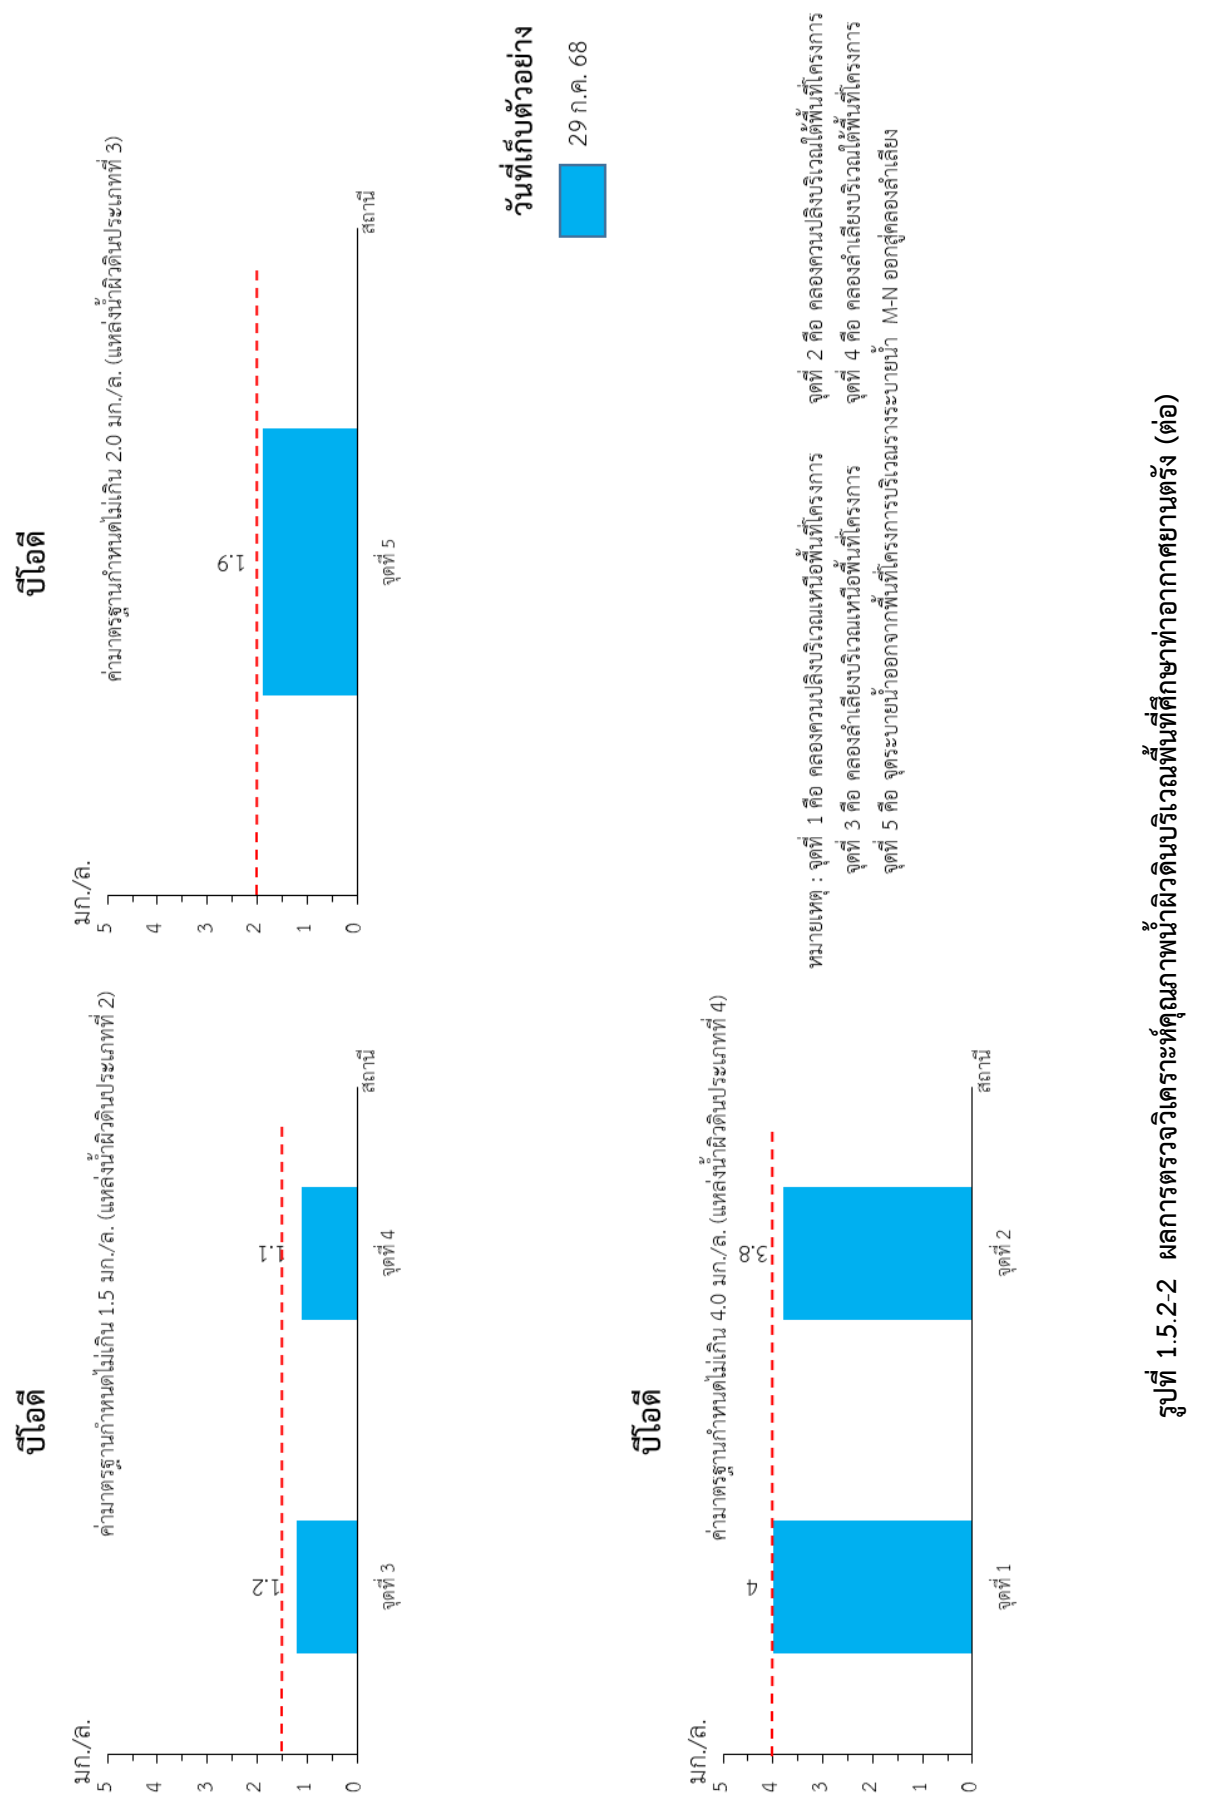 บีโอดี
มก./ล.
ค่ามาตรฐานกำหนดไม่เกิน 1.5 มก./ล. (แหล่งน้ำผิวดินประเภทที่ 2)
5
4
3
2
1
0
1.2
1.1
จุดที่ 3
จุดที่ 4
สถานี
บีโอดี
มก./ล.
ค่ามาตรฐานกำหนดไม่เกิน 2.0 มก./ล. (แหล่งน้ำผิวดินประเภทที่ 3)
5
4
3
2
1
0
1.9
จุดที่ 5
สถานี
วันที่เก็บตัวอย่าง
29 ก.ค. 68
บีโอดี
มก./ล.
ค่ามาตรฐานกำหนดไม่เกิน 4.0 มก./ล. (แหล่งน้ำผิวดินประเภทที่ 4)
5
4
3
2
1
0
4
3.8
จุดที่ 1
จุดที่ 2
สถานี
หมายเหตุ : จุดที่ 1 คือ คลองควนปลิงบริเวณเหนือพื้นที่โครงการ จุดที่ 2 คือ คลองควนปลิงบริเวณใต้พื้นที่โครงการ
จุดที่ 3 คือ คลองลำเลียงบริเวณเหนือพื้นที่โครงการ จุดที่ 4 คือ คลองลำเลียงบริเวณใต้พื้นที่โครงการ
จุดที่ 5 คือ จุดระบายน้ำออกจากพื้นที่โครงการบริเวณรางระบายน้ำ M-N ออกสู่คลองลำเลียง
รูปที่ 1.5.2-2 ผลการตรวจวิเคราะห์คุณภาพน้ำผิวดินบริเวณพื้นที่ศึกษาท่าอากาศยานตรัง (ต่อ)